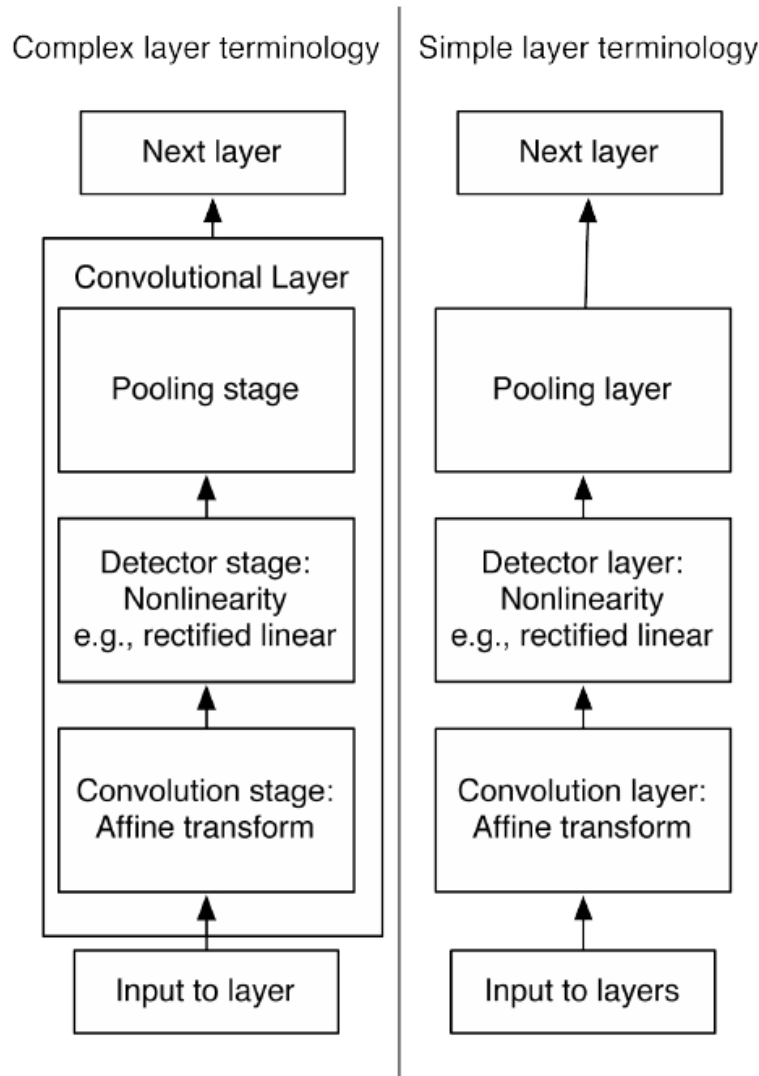 Complex layer terminology
Next layer
Convolutional Layer
Pooling stage
Detector stage:
Nonlinearity
e.g., rectified linear
Convolution stage:
Affine transform
Input to layer
Simple layer terminology
Next layer
Pooling layer
Detector layer:
Nonlinearity
e.g., rectified linear
Convolution layer:
Affine transform
Input to layers